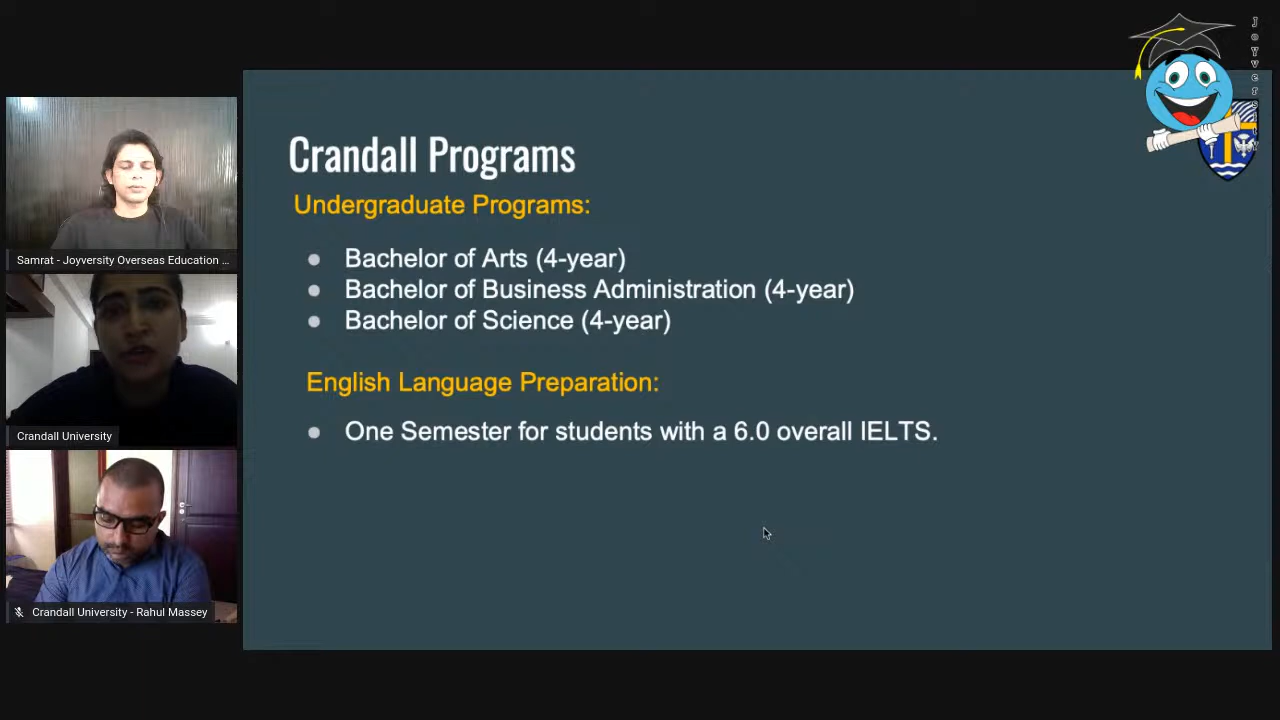 Joyversity
Crandall Programs
Undergraduate Programs:
Bachelor of Arts (4-year)
Bachelor of Business Administration (4-year)
Bachelor of Science (4-year)
English Language Preparation:
One Semester for students with a 6.0 overall IELTS.
Samrat - Joyversity Overseas Education ...
Crandall University
Crandall University - Rahul Massey